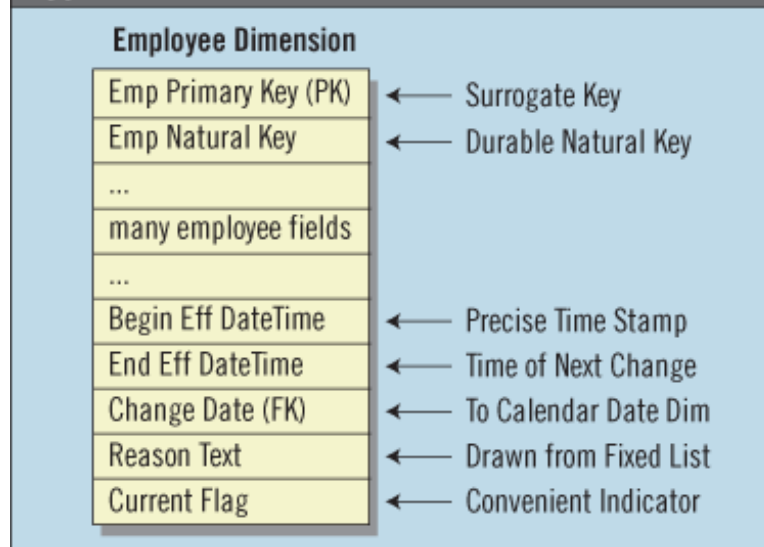 Employee Dimension
Emp Primary Key (PK) Surrogate Key
Emp Natural Key Durable Natural Key
...
many employee fields
...
Begin Eff DateTime Precise Time Stamp
End Eff DateTime Time of Next Change
Change Date (FK) To Calendar Date Dim
Reason Text Drawn from Fixed List
Current Flag Convenient Indicator